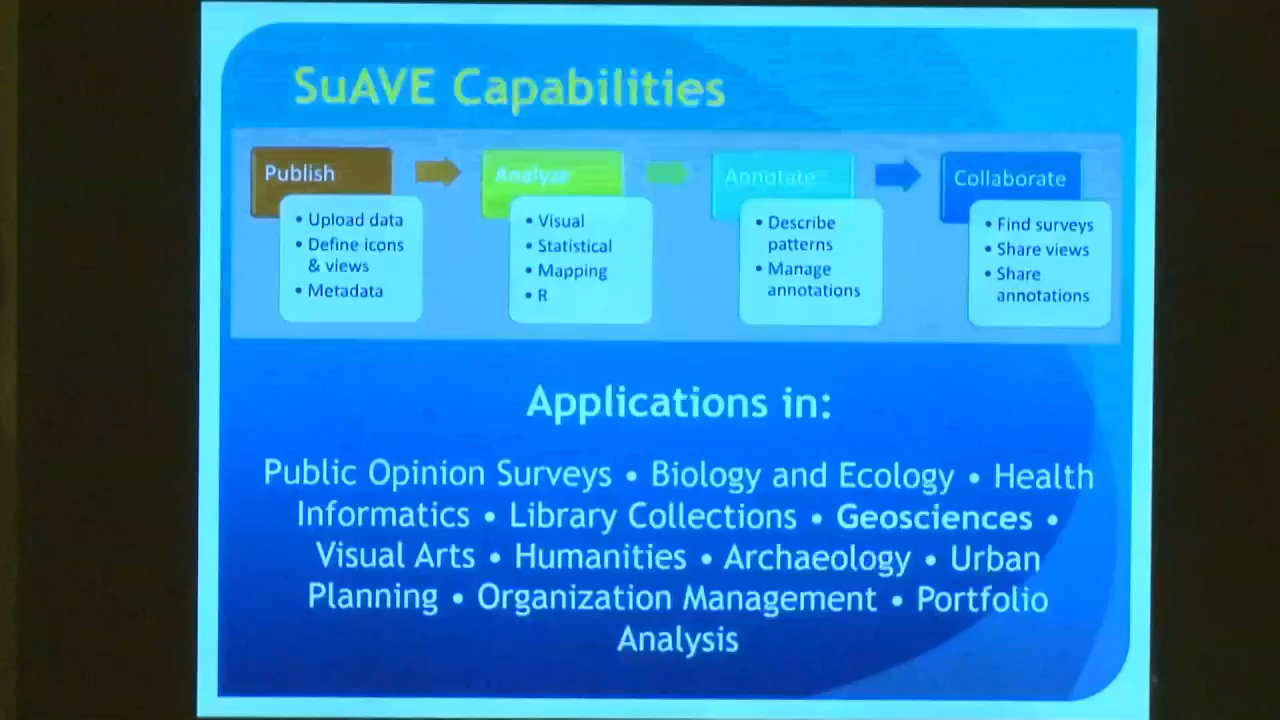 SuAVE Capabilities
Publish
• Upload data
• Define icons
& views
• Metadata
Analyze
• Visual
• Statistical
• Mapping
• R
Annotate
• Describe
patterns
• Manage
annotations
Collaborate
• Find surveys
• Share views
• Share
annotations
Applications in:
Public Opinion Surveys • Biology and Ecology • Health
Informatics • Library Collections • Geosciences •
Visual Arts • Humanities • Archaeology • Urban
Planning • Organization Management • Portfolio
Analysis